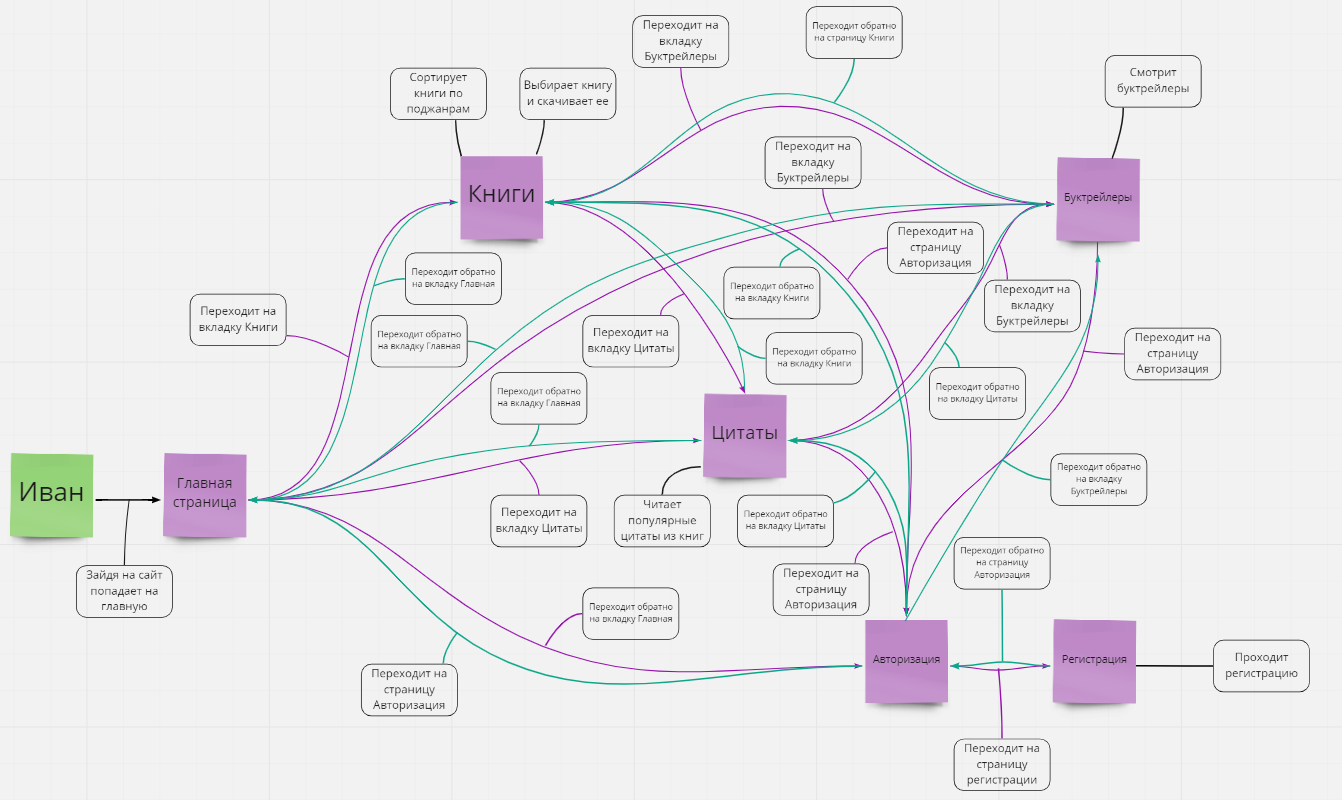 Переходит на
вкладку
Буктрейлеры
Переходит обратно
на страницу Книги
Сортирует
книги по
поджанрам
Выбирает книгу
и скачивает ее
Смотрит
буктрейлеры
Книги
Переходит на
вкладку
Буктрейлеры
Буктрейлеры
Переходит на
страницу
Авторизация
Переходит обратно
на вкладку Главная
Переходит обратно
на вкладку Книги
Переходит на
вкладку
Буктрейлеры
Переходит на
вкладку Книги
Переходит обратно
на вкладку Главная
Переходит на
вкладку Цитаты
Переходит обратно
на вкладку Книги
Переходит на
страницу
Авторизация
Переходит обратно
на вкладку Главная
Переходит обратно
на вкладку Цитаты
Цитаты
Иван
Главная
страница
Переходит обратно
на вкладку
Буктрейлеры
Переходит на
вкладку Цитаты
Читает
популярные
цитаты из книг
Переходит обратно
на вкладку Цитаты
Зайдя на сайт
попадает на
главную
Переходит на
страницу
Авторизация
Переходит обратно
на страницу
Авторизация
Переходит обратно
на вкладку Главная
Переходит на
страницу
Авторизация
Авторизация
Регистрация
Проходит
регистрацию
Переходит на
страницу
регистрации